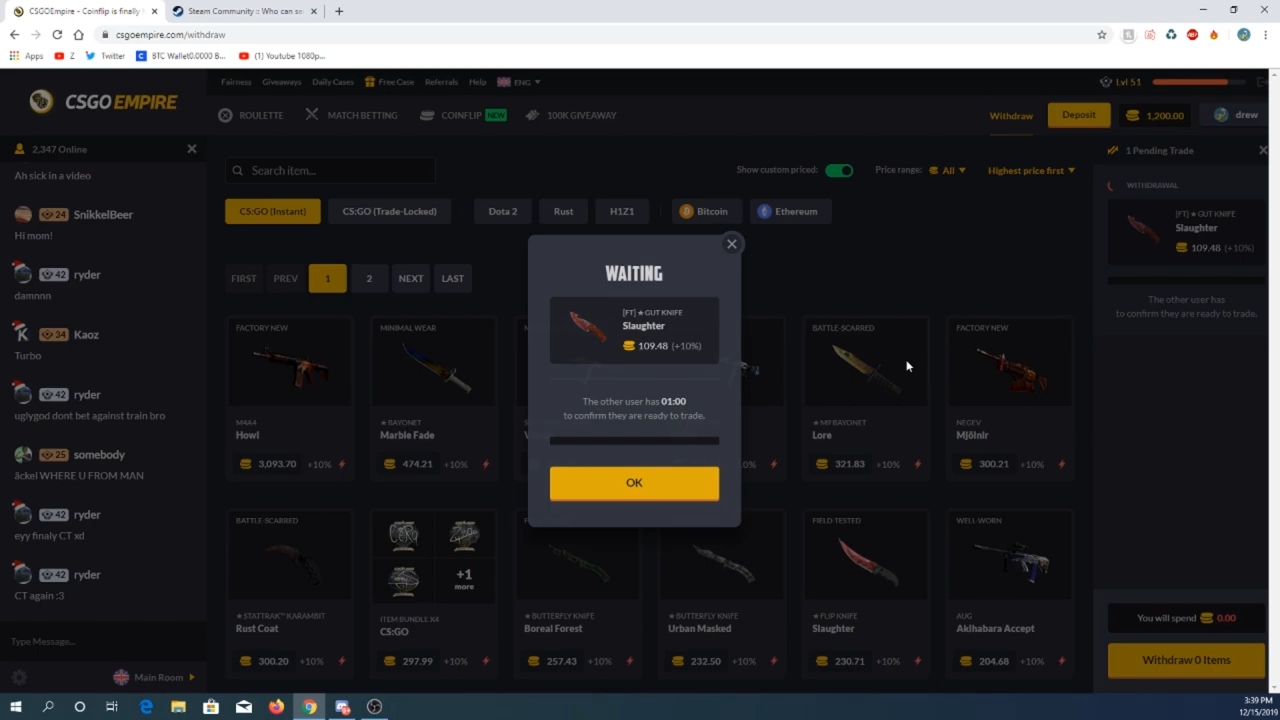 CSGOEmpire - Coinflip is finally
Steam Community :: Who can se
csgoempire.com/withdraw
Apps
Z
Twitter
BTC Wallet0.0000 B...
(1) Youtube 1080p...
CSGOEMPIRE
Fairness
Giveaways
Daily Cases
Free Case
Referrals
Help
ENG
Lvl 51
ROULETTE
MATCH BETTING
COINFLIP NEW
100K GIVEAWAY
Withdraw
Deposit
1,200.00
drew
2,347 Online
Ah sick in a video
24 SnikkelBeer
Hi mom!
42 ryder
damnnn
34 Kaoz
Turbo
42 ryder
uglygod dont bet against train bro
25 somebody
äckel WHERE U FROM MAN
42 ryder
eyy finaly CT xd
42 ryder
CT again :3
Type Message...
Main Room
Search item...
Show custom priced:
Price range:
All
Highest price first
CS:GO (Instant)
CS:GO (Trade-Locked)
Dota 2
Rust
H1Z1
Bitcoin
Ethereum
FIRST
PREV
1
2
NEXT
LAST
FACTORY NEW
M4A4
Howl
3,093.70 +10%
MINIMAL WEAR
★ BAYONET
Marble Fade
474.21 +10%
BATTLE-SCARRED
★ M9 BAYONET
Lore
321.83 +10%
FACTORY NEW
NEGEV
Mjölnir
300.21 +10%
BATTLE-SCARRED
★ STATTRAK™ KARAMBIT
Rust Coat
300.20 +10%
+1
more
ITEM BUNDLE X4
CS:GO
297.99 +10%
★ BUTTERFLY KNIFE
Boreal Forest
257.43 +10%
★ BUTTERFLY KNIFE
Urban Masked
232.50 +10%
FIELD-TESTED
★ FLIP KNIFE
Slaughter
230.71 +10%
WELL-WORN
AUG
Akihabara Accept
204.68 +10%
WAITING
[FT] ★ GUT KNIFE
Slaughter
109.48 (+10%)
The other user has 01:00
to confirm they are ready to trade.
OK
1 Pending Trade
WITHDRAWAL
[FT] ★ GUT KNIFE
Slaughter
109.48 (+10%)
The other user has
to confirm they are ready to trade.
You will spend 0.00
Withdraw 0 Items
3:39 PM
12/15/2019